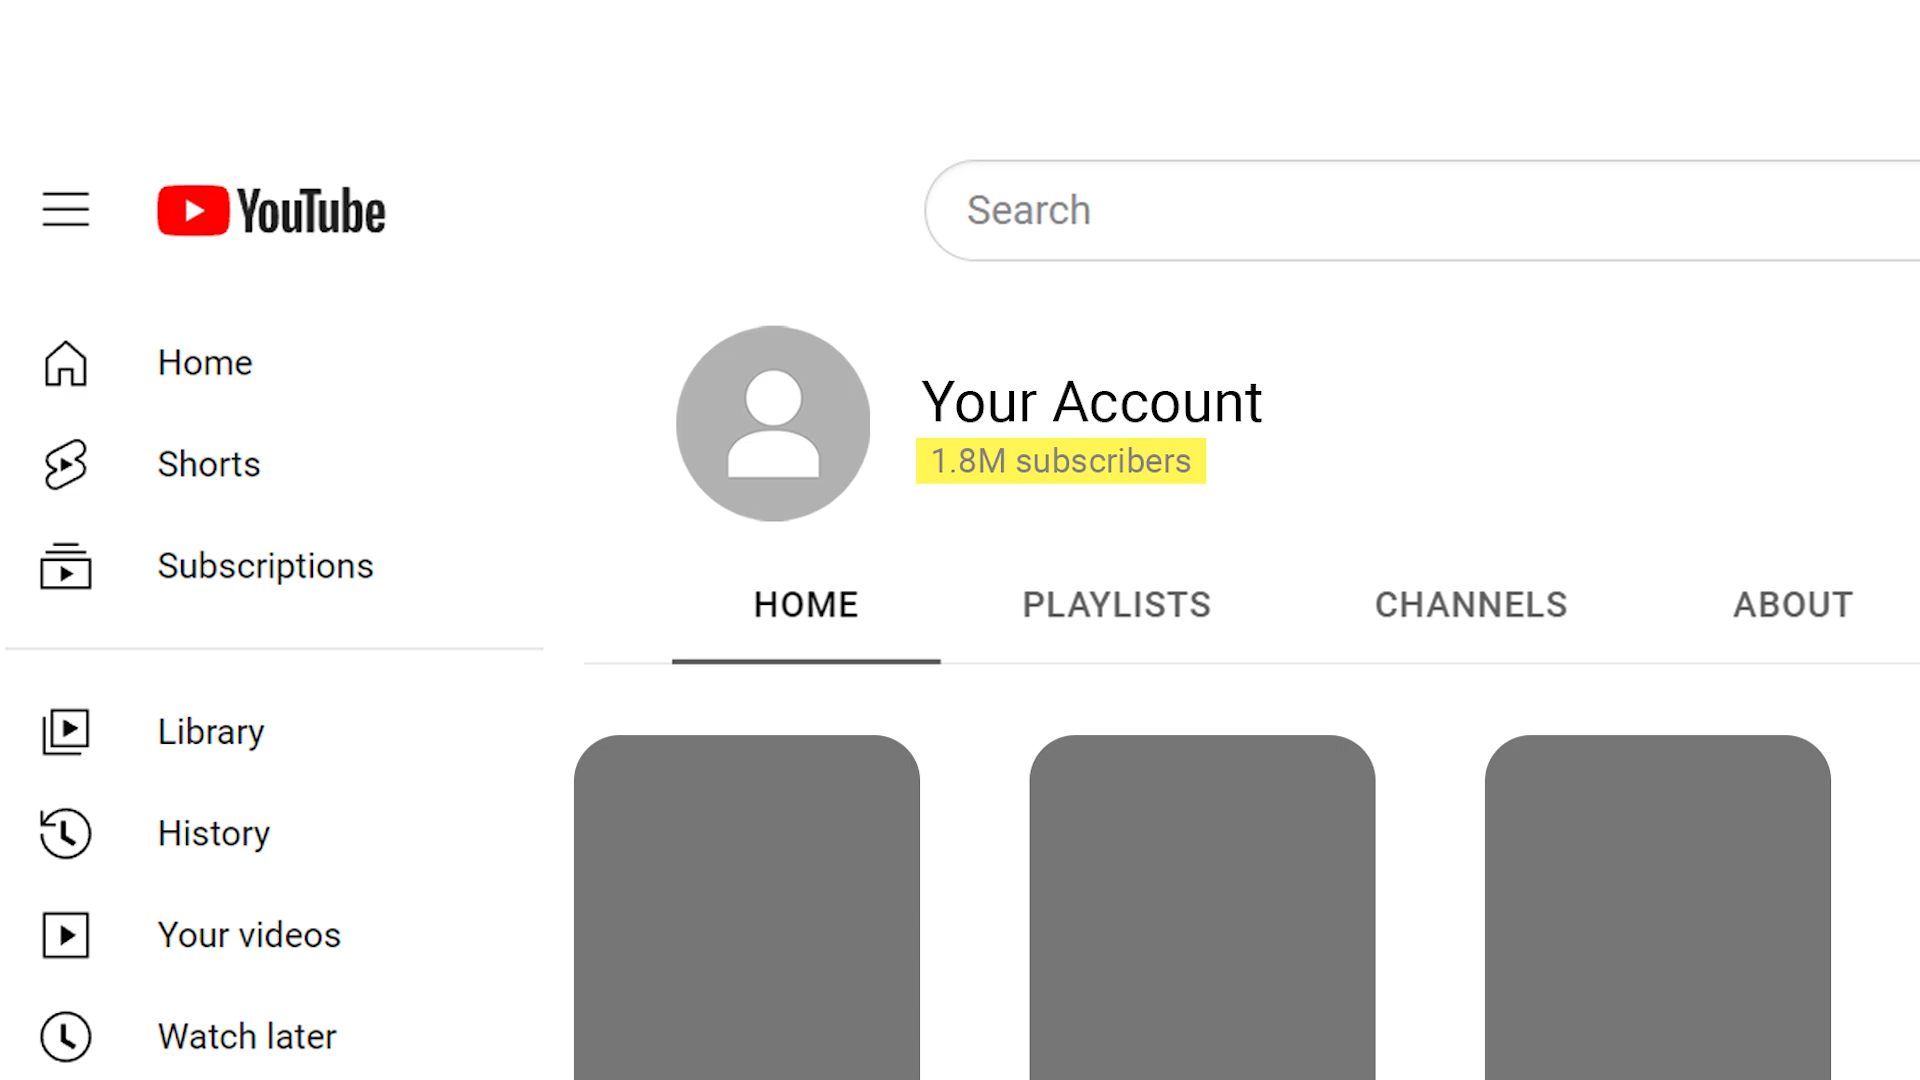 YouTube
Search
Home
Shorts
Subscriptions
Library
History
Your videos
Watch later
Your Account
1.8M subscribers
HOME PLAYLISTS CHANNELS ABOUT